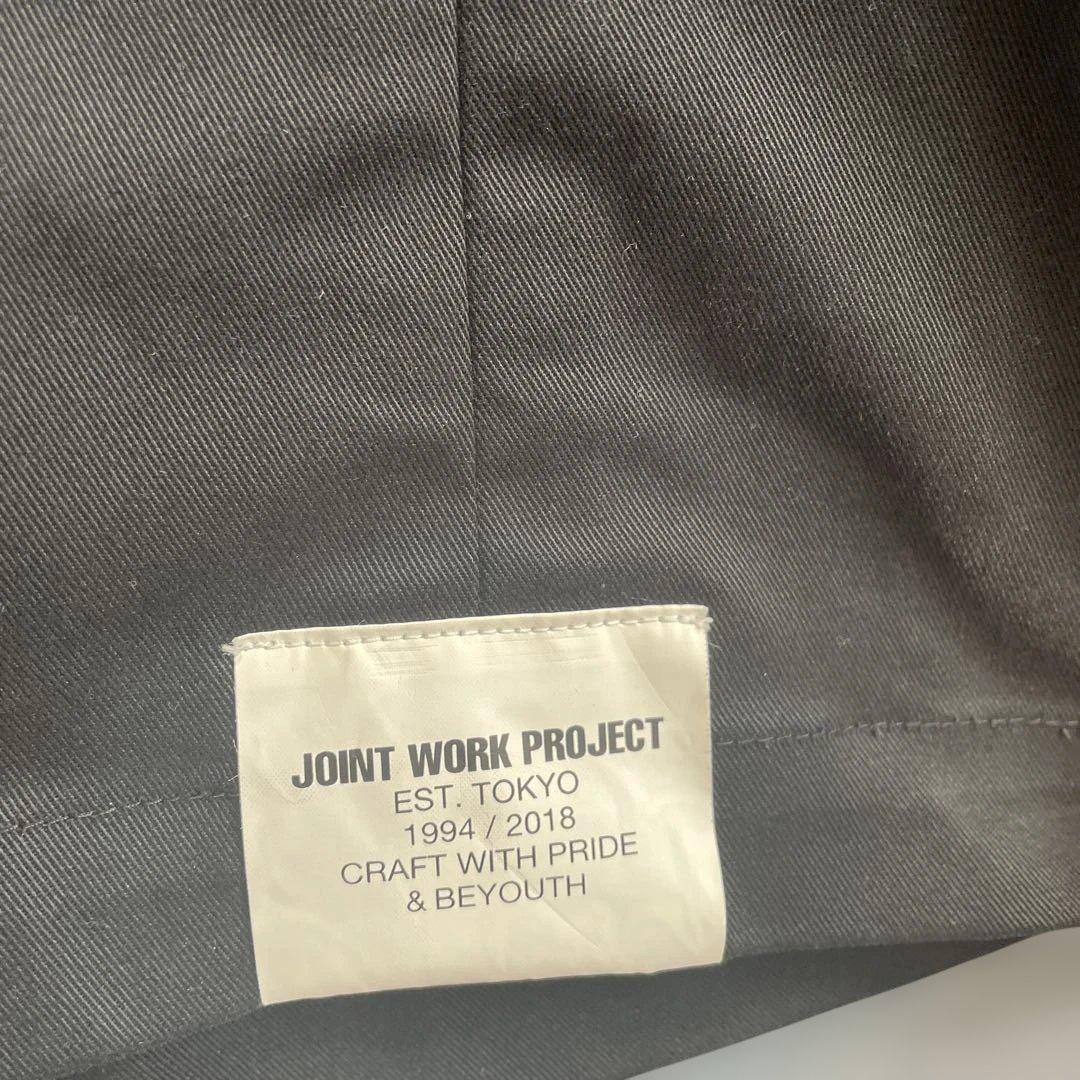 JOINT WORK PROJECT
EST. TOKYO
1994 / 2018
CRAFT WITH PRIDE
& BEYOUTH